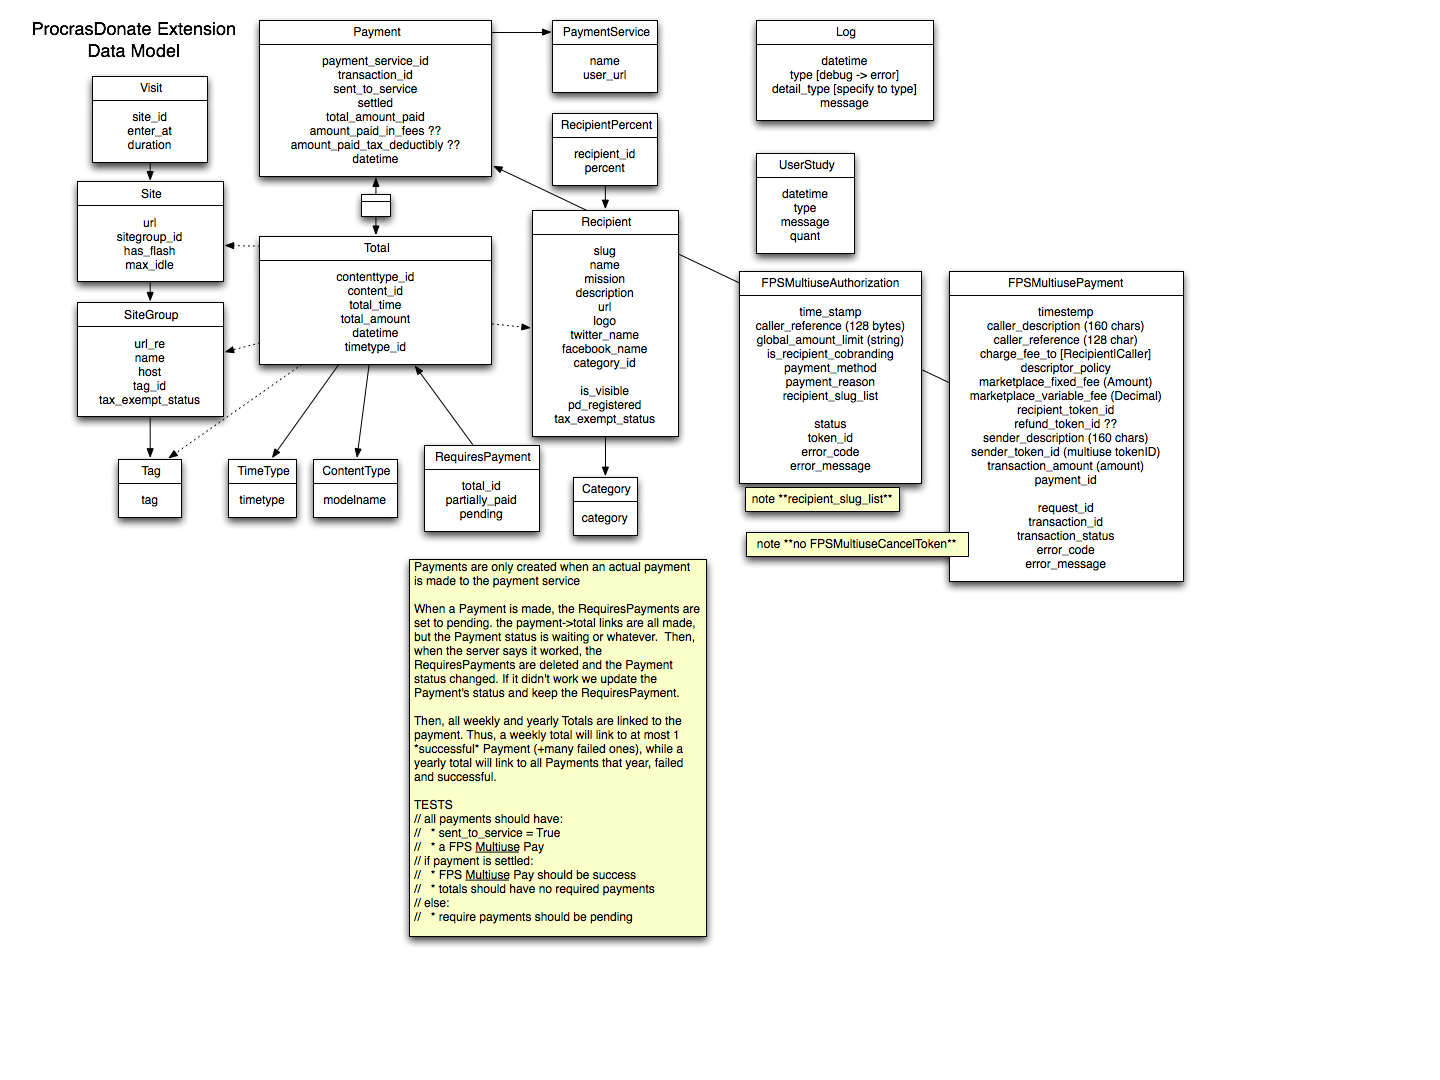 ProcrasDonate Extension
Data Model
Visit
site_id
enter_at
duration
Site
url
sitegroup_id
has_flash
max_idle
SiteGroup
url_re
name
host
tag_id
tax_exempt_status
Tag
tag
Payment
payment_service_id
transaction_id
sent_to_service
settled
total_amount_paid
amount_paid_in_fees ??
amount_paid_tax_deductibly ??
datetime
Total
contenttype_id
content_id
total_time
total_amount
datetime
timetype_id
TimeType
timetype
ContentType
modelname
RequiresPayment
total_id
partially_paid
pending
PaymentService
name
user_url
RecipientPercent
recipient_id
percent
Recipient
slug
name
mission
description
url
logo
twitter_name
facebook_name
category_id
is_visible
pd_registered
tax_exempt_status
Category
category
Log
datetime
type [debug -> error]
detail_type [specify to type]
message
UserStudy
datetime
type
message
quant
FPSMultiuseAuthorization
time_stamp
caller_reference (128 bytes)
global_amount_limit (string)
is_recipient_cobranding
payment_method
payment_reason
recipient_slug_list
status
token_id
error_code
error_message
note **recipient_slug_list**
note **no FPSMultiuseCancelToken**
FPSMultiusePayment
timestemp
caller_description (160 chars)
caller_reference (128 char)
charge_fee_to [Recipient|Caller]
descriptor_policy
marketplace_fixed_fee (Amount)
marketplace_variable_fee (Decimal)
recipient_token_id
refund_token_id ??
sender_description (160 chars)
sender_token_id (multiuse tokenID)
transaction_amount (amount)
payment_id
request_id
transaction_id
transaction_status
error_code
error_message
Payments are only created when an actual payment
is made to the payment service
When a Payment is made, the RequiresPayments are
set to pending. the payment->total links are all made,
but the Payment status is waiting or whatever. Then,
when the server says it worked, the
RequiresPayments are deleted and the Payment
status changed. If it didn't work we update the
Payment's status and keep the RequiresPayment.
Then, all weekly and yearly Totals are linked to the
payment. Thus, a weekly total will link to at most 1
*successful* Payment (+many failed ones), while a
yearly total will link to all Payments that year, failed
and successful.
TESTS
// all payments should have:
// * sent_to_service = True
// * a FPS Multiuse Pay
// if payment is settled:
// * FPS Multiuse Pay should be success
// * totals should have no required payments
// else:
// * require payments should be pending